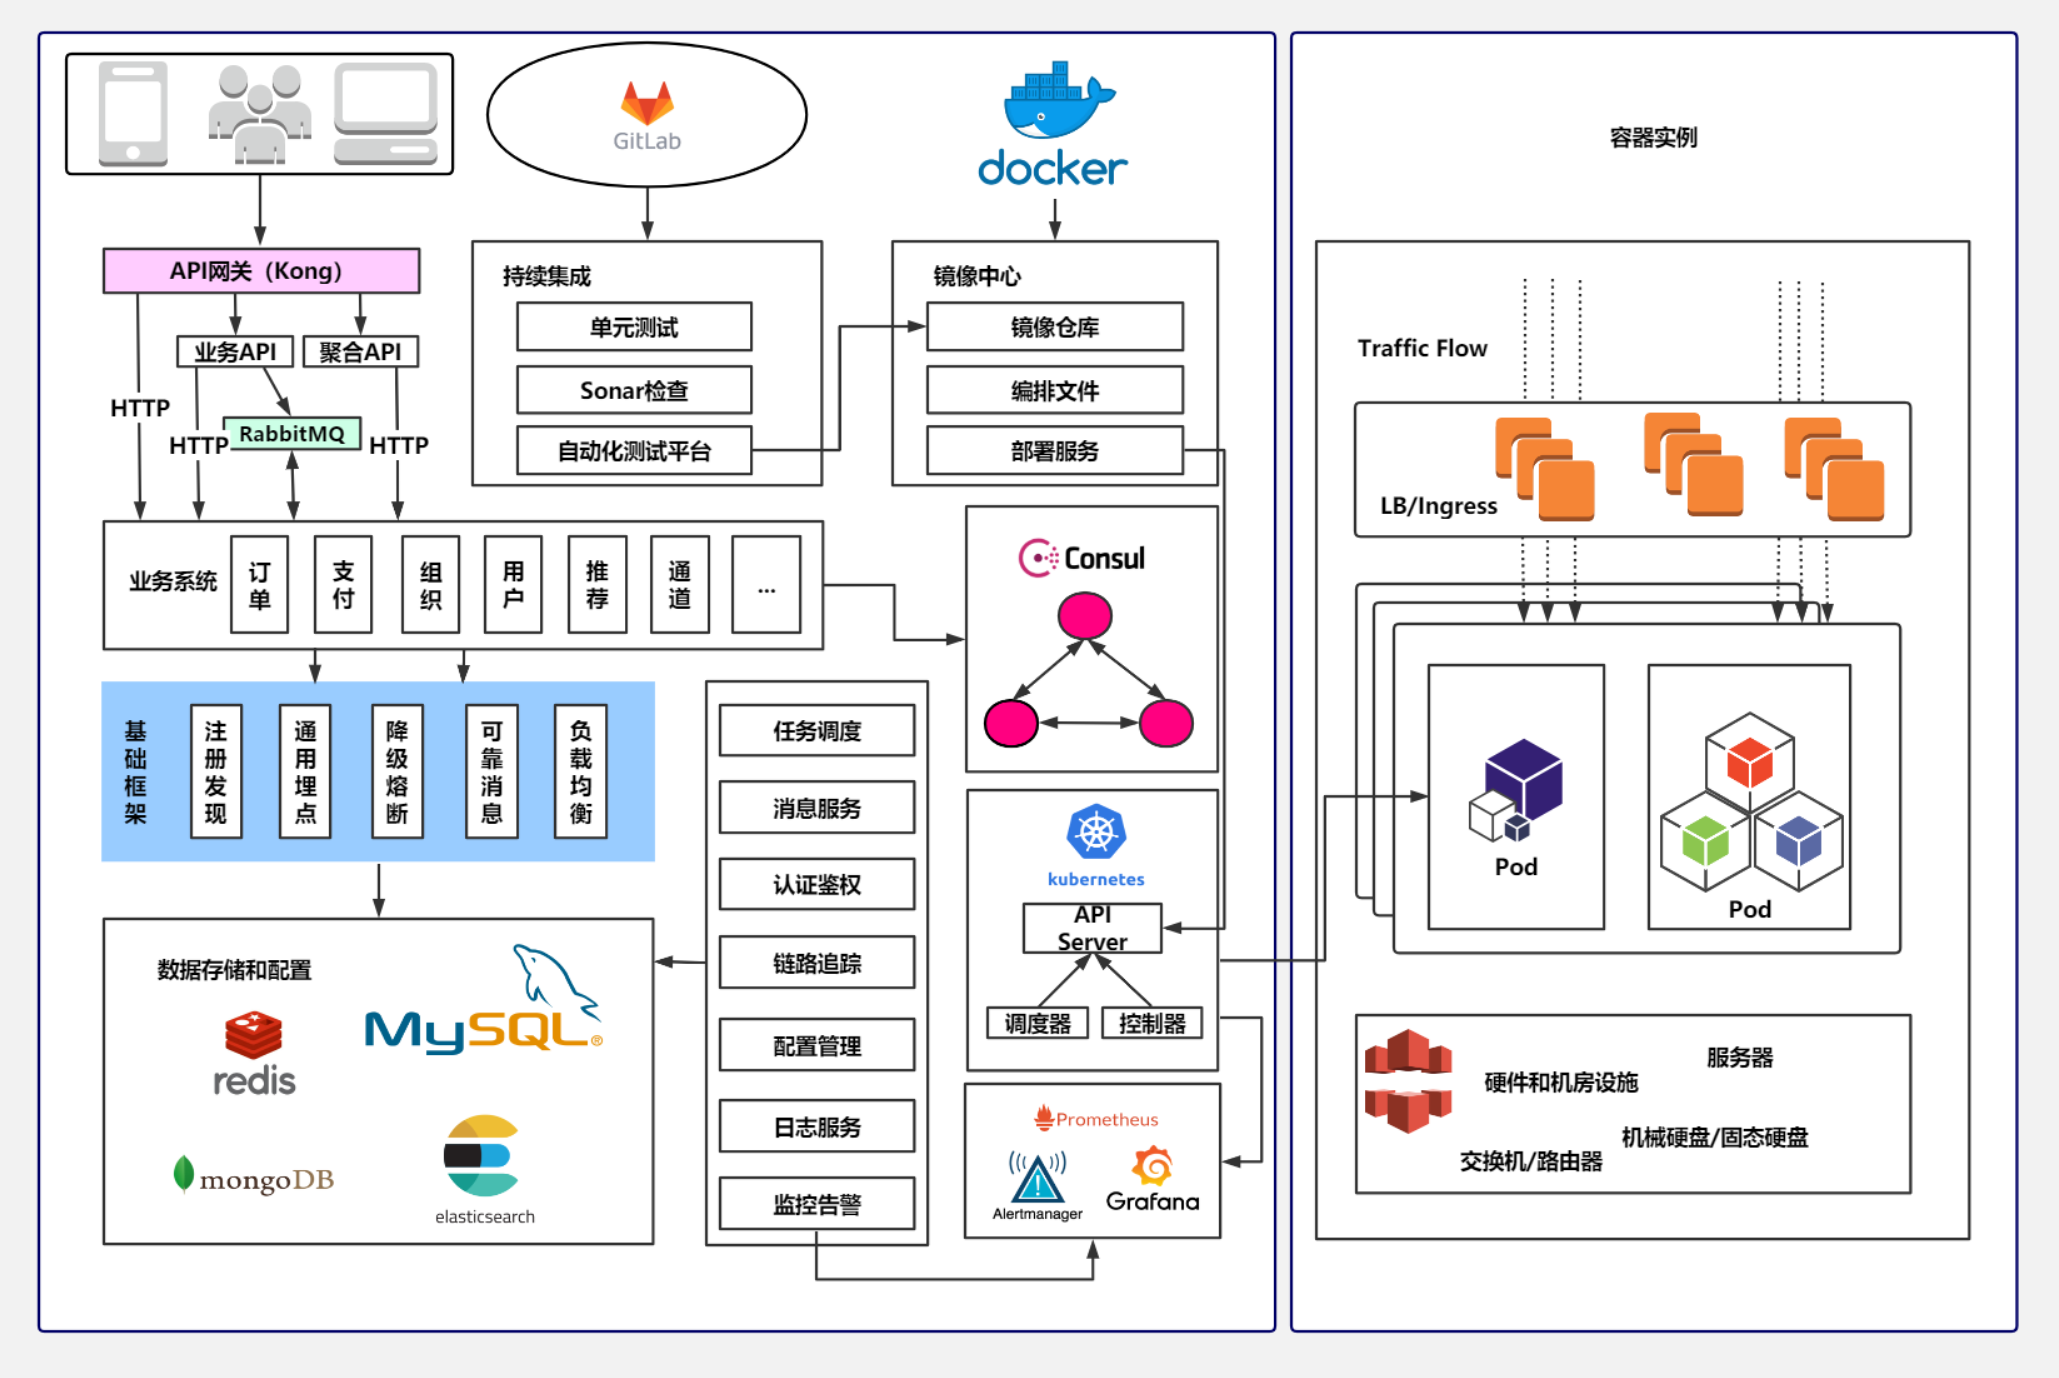 GitLab
docker
API网关（Kong）
业务API
聚合API
HTTP
HTTP
RabbitMQ
HTTP
持续集成
单元测试
Sonar检查
自动化测试平台
镜像中心
镜像仓库
编排文件
部署服务
业务系统
订单
支付
组织
用户
推荐
通道
...
Consul
基础框架
注册发现
通用埋点
降级熔断
可靠消息
负载均衡
任务调度
消息服务
认证鉴权
链路追踪
配置管理
日志服务
监控告警
数据存储和配置
redis
MySQL®
mongoDB
elasticsearch
kubernetes
API
Server
调度器
控制器
Prometheus
Alertmanager
Grafana
容器实例
Traffic Flow
LB/Ingress
Pod
Pod
服务器
硬件和机房设施
机械硬盘/固态硬盘
交换机/路由器